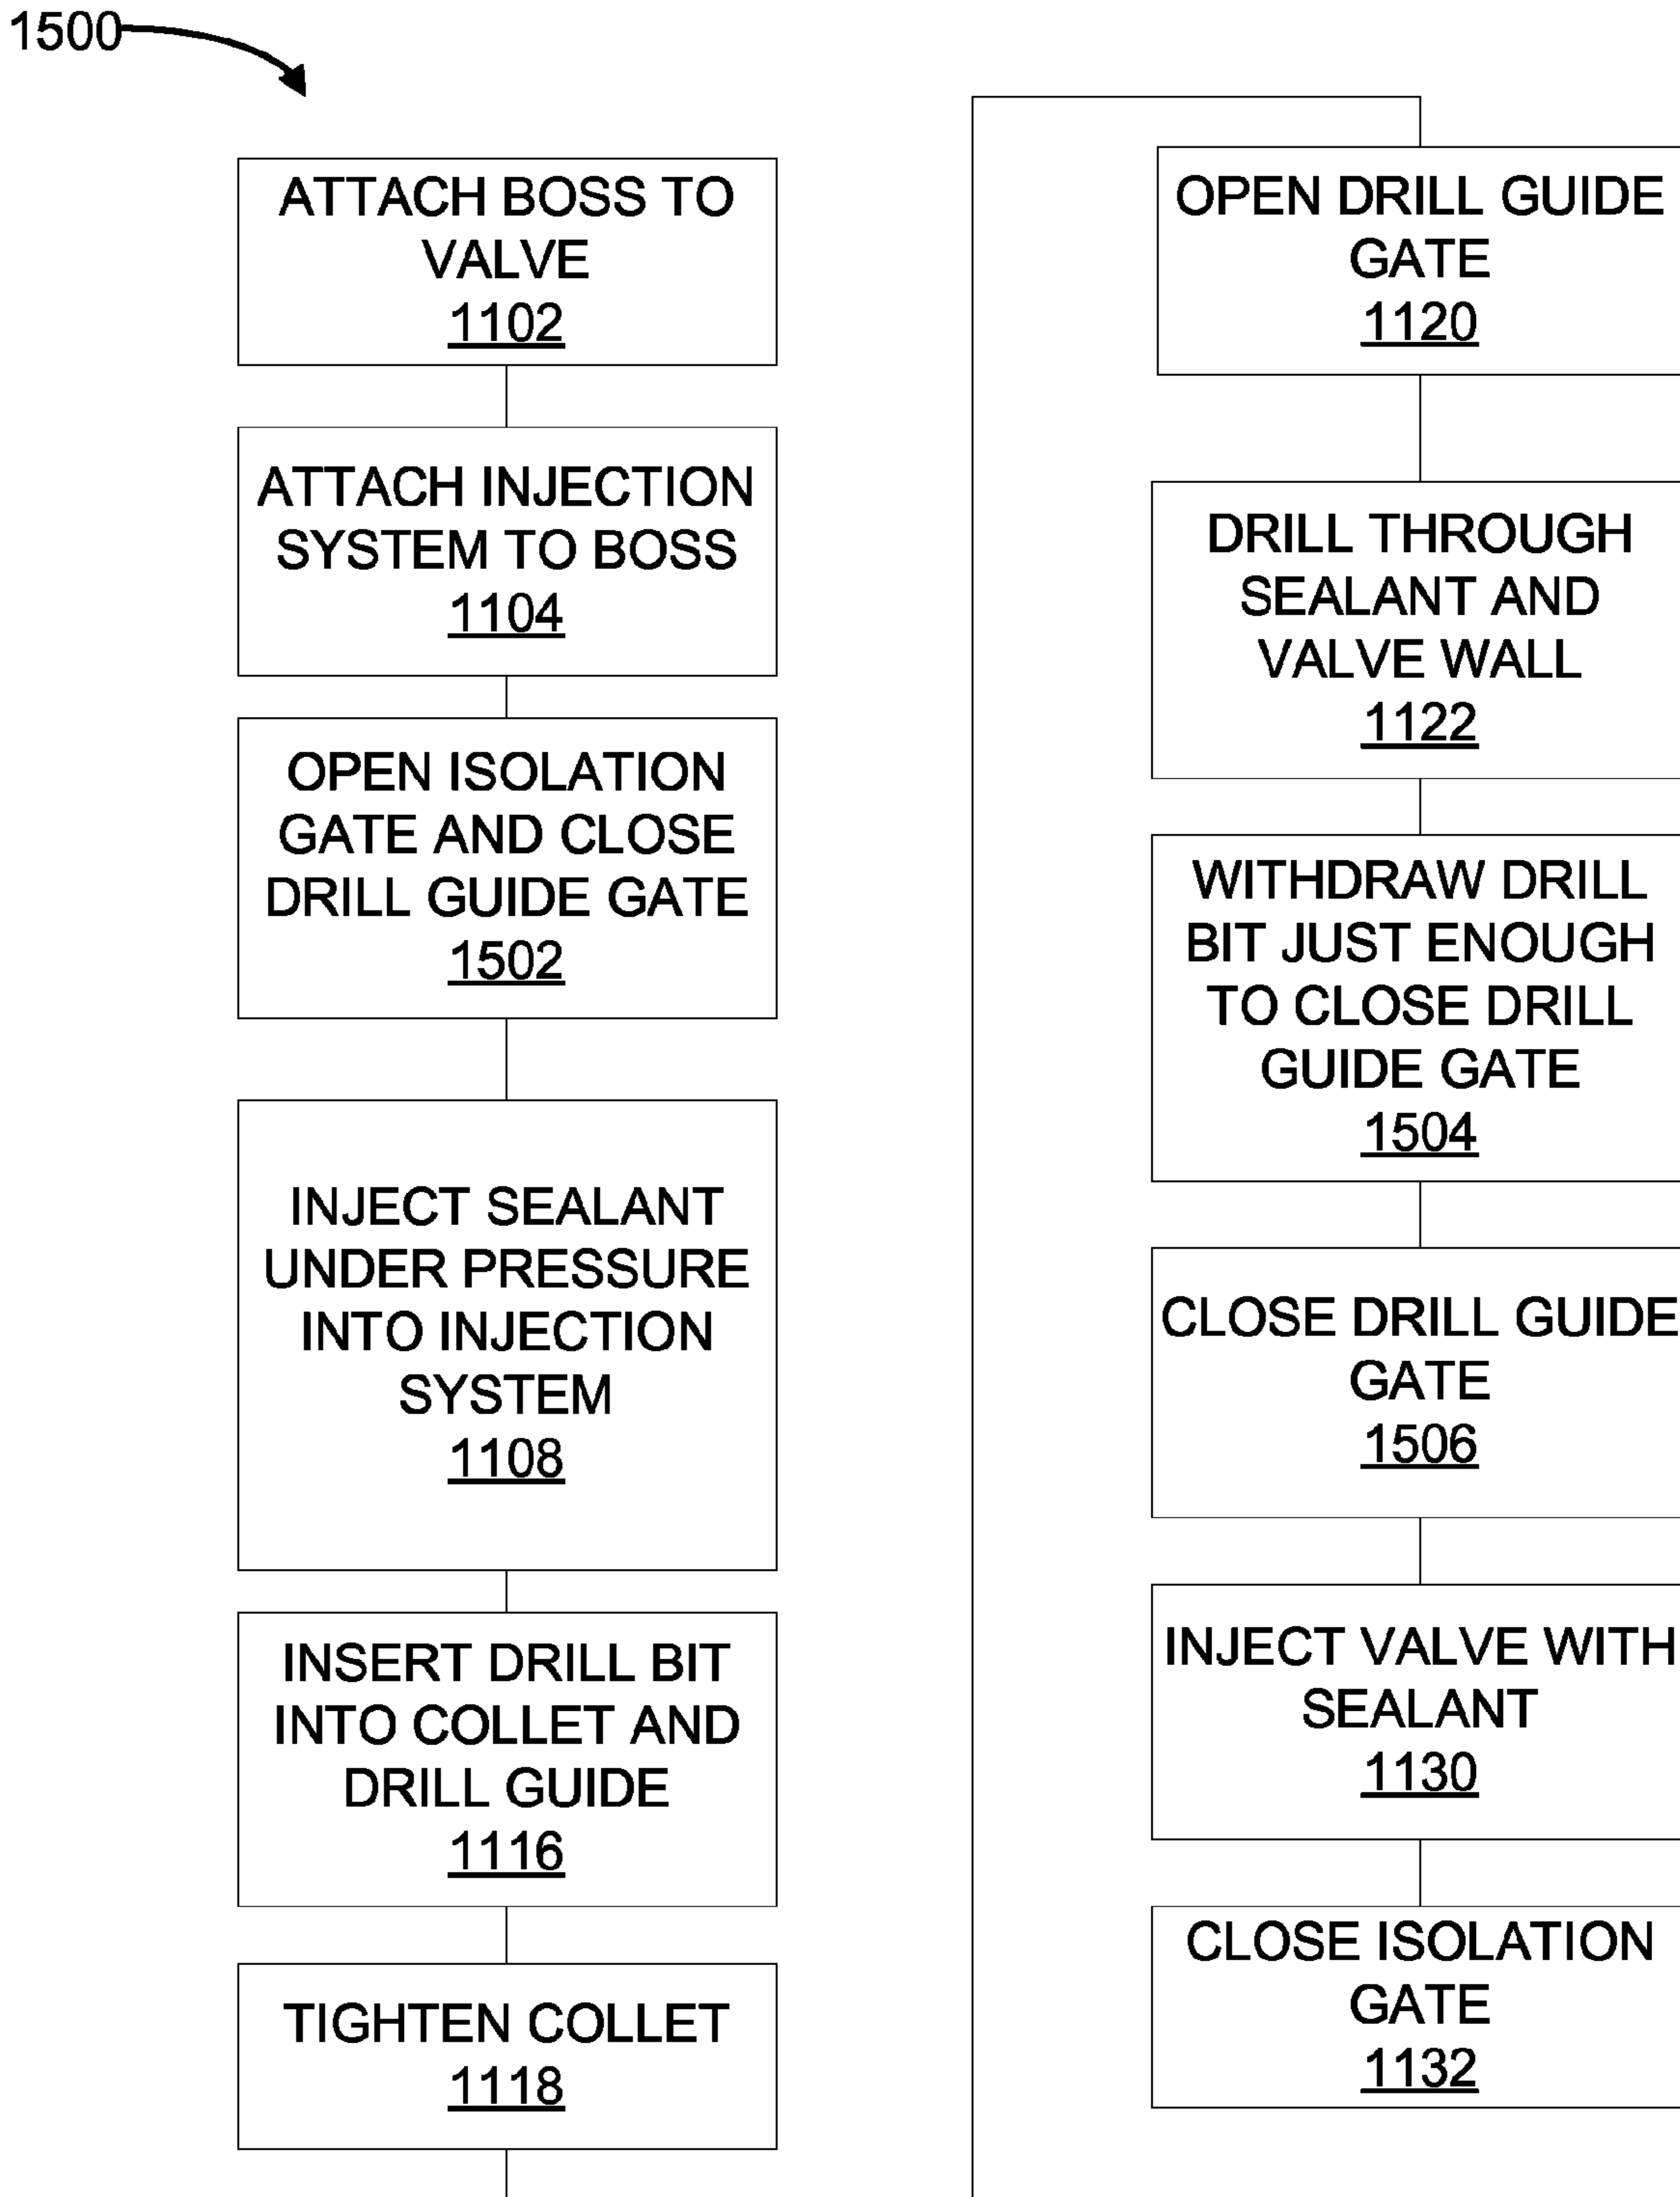 1500
ATTACH BOSS TO
VALVE
1102
ATTACH INJECTION
SYSTEM TO BOSS
1104
OPEN ISOLATION
GATE AND CLOSE
DRILL GUIDE GATE
1502
INJECT SEALANT
UNDER PRESSURE
INTO INJECTION
SYSTEM
1108
INSERT DRILL BIT
INTO COLLET AND
DRILL GUIDE
1116
TIGHTEN COLLET
1118
OPEN DRILL GUIDE
GATE
1120
DRILL THROUGH
SEALANT AND
VALVE WALL
1122
WITHDRAW DRILL
BIT JUST ENOUGH
TO CLOSE DRILL
GUIDE GATE
1504
CLOSE DRILL GUIDE
GATE
1506
INJECT VALVE WITH
SEALANT
1130
CLOSE ISOLATION
GATE
1132